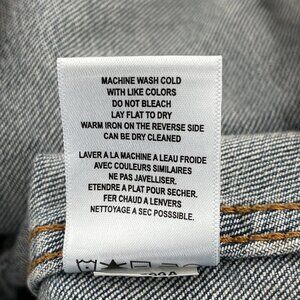 MACHINE WASH COLD
WITH LIKE COLORS
DO NOT BLEACH
LAY FLAT TO DRY
WARM IRON ON THE REVERSE SIDE
CAN BE DRY CLEANED
LAVER A LA MACHINE A LEAU FROIDE
AVEC COULEURS SIMILAIRES
NE PAS JAVELLISER.
ETENDRE A PLAT POUR SECHER.
FER CHAUD A LENVERS
NETTOYAGE A SEC POSSSIBLE.